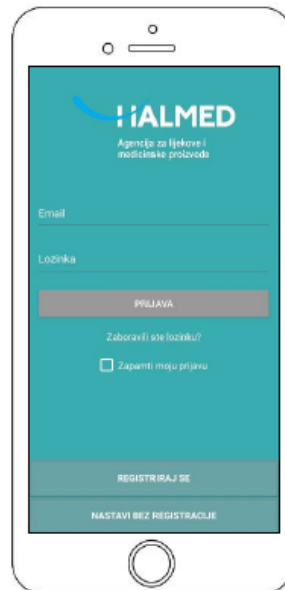 HALMED
Agencija za lijekove i
medicinske proizvode
Email
Lozinka
PRIJAVA
Zaboravili ste lozinku?
Zapamti moju prijavu
REGISTRIRAJ SE
NASTAVI BEZ REGISTRACIJE